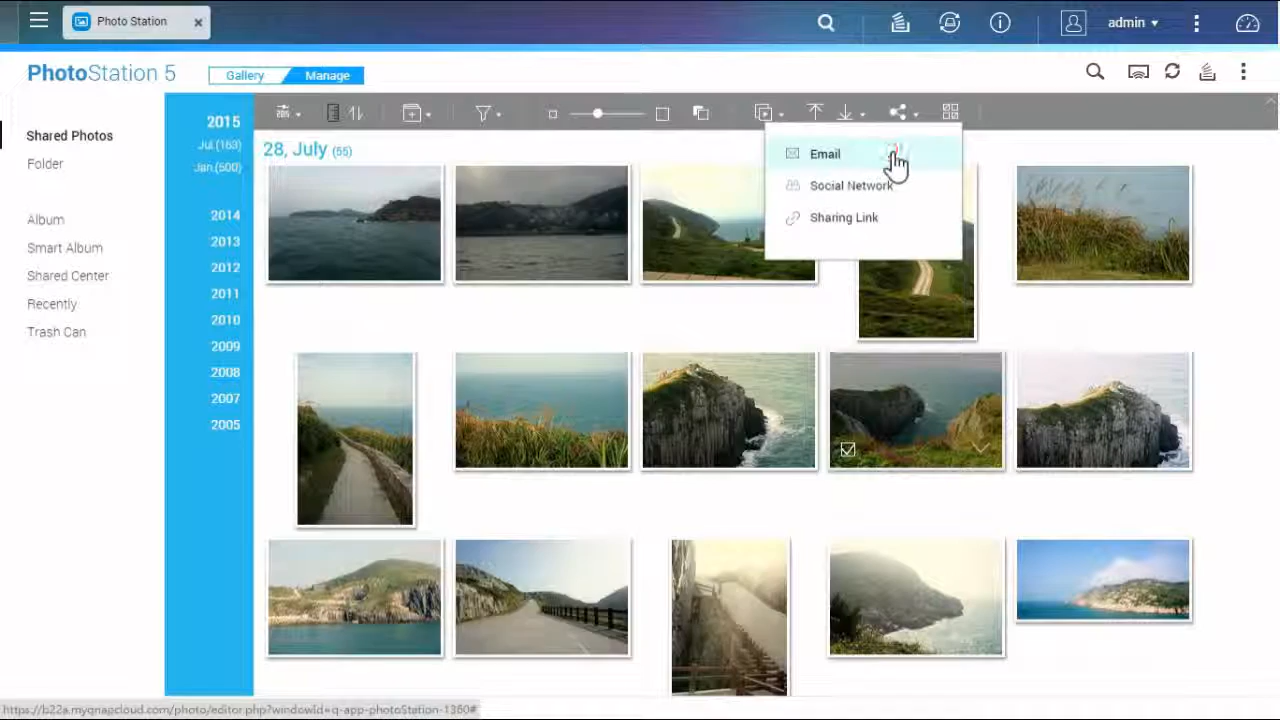 Photo Station
admin
PhotoStation 5
Gallery
Manage
Shared Photos
Folder
Album
Smart Album
Shared Center
Recently
Trash Can
2015
Jul.(163)
Jan.(500)
2014
2013
2012
2011
2010
2009
2008
2007
2005
28, July (55)
Email
Social Network
Sharing Link
https://b22a.myqnapcloud.com/photo/editor.php?windowId=q-app-photoStation-1360#